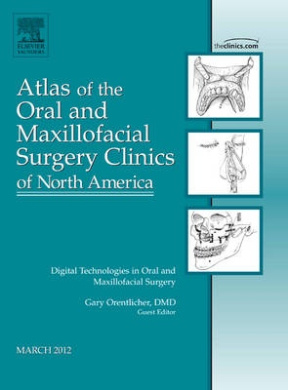 ELSEVIER
SAUNDERS
theclinics.com
Atlas of the
Oral and
Maxillofacial
Surgery Clinics
of North America
Digital Technologies in Oral and
Maxillofacial Surgery
Gary Orentlicher, DMD
Guest Editor
MARCH 2012